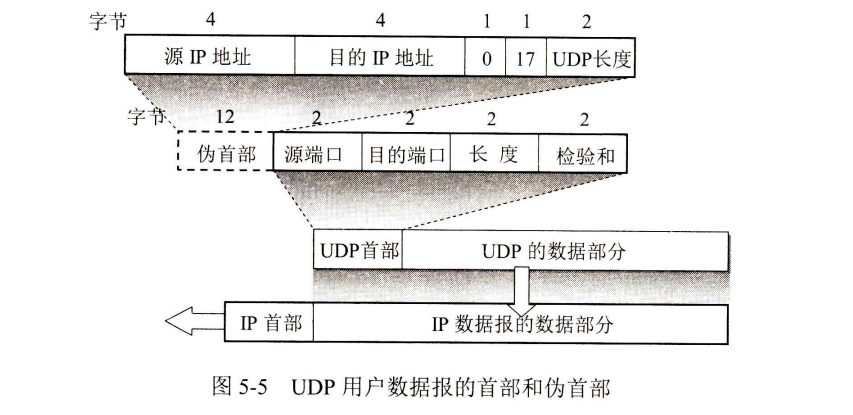 字节 4 4 1 1 2
源 IP 地址 目的 IP 地址 0 17 UDP长度
字节 12 2 2 2 2
伪首部 源端口 目的端口 长 度 检验和
UDP首部 UDP 的数据部分
IP 首部 IP 数据报的数据部分
图 5-5 UDP 用户数据报的首部和伪首部